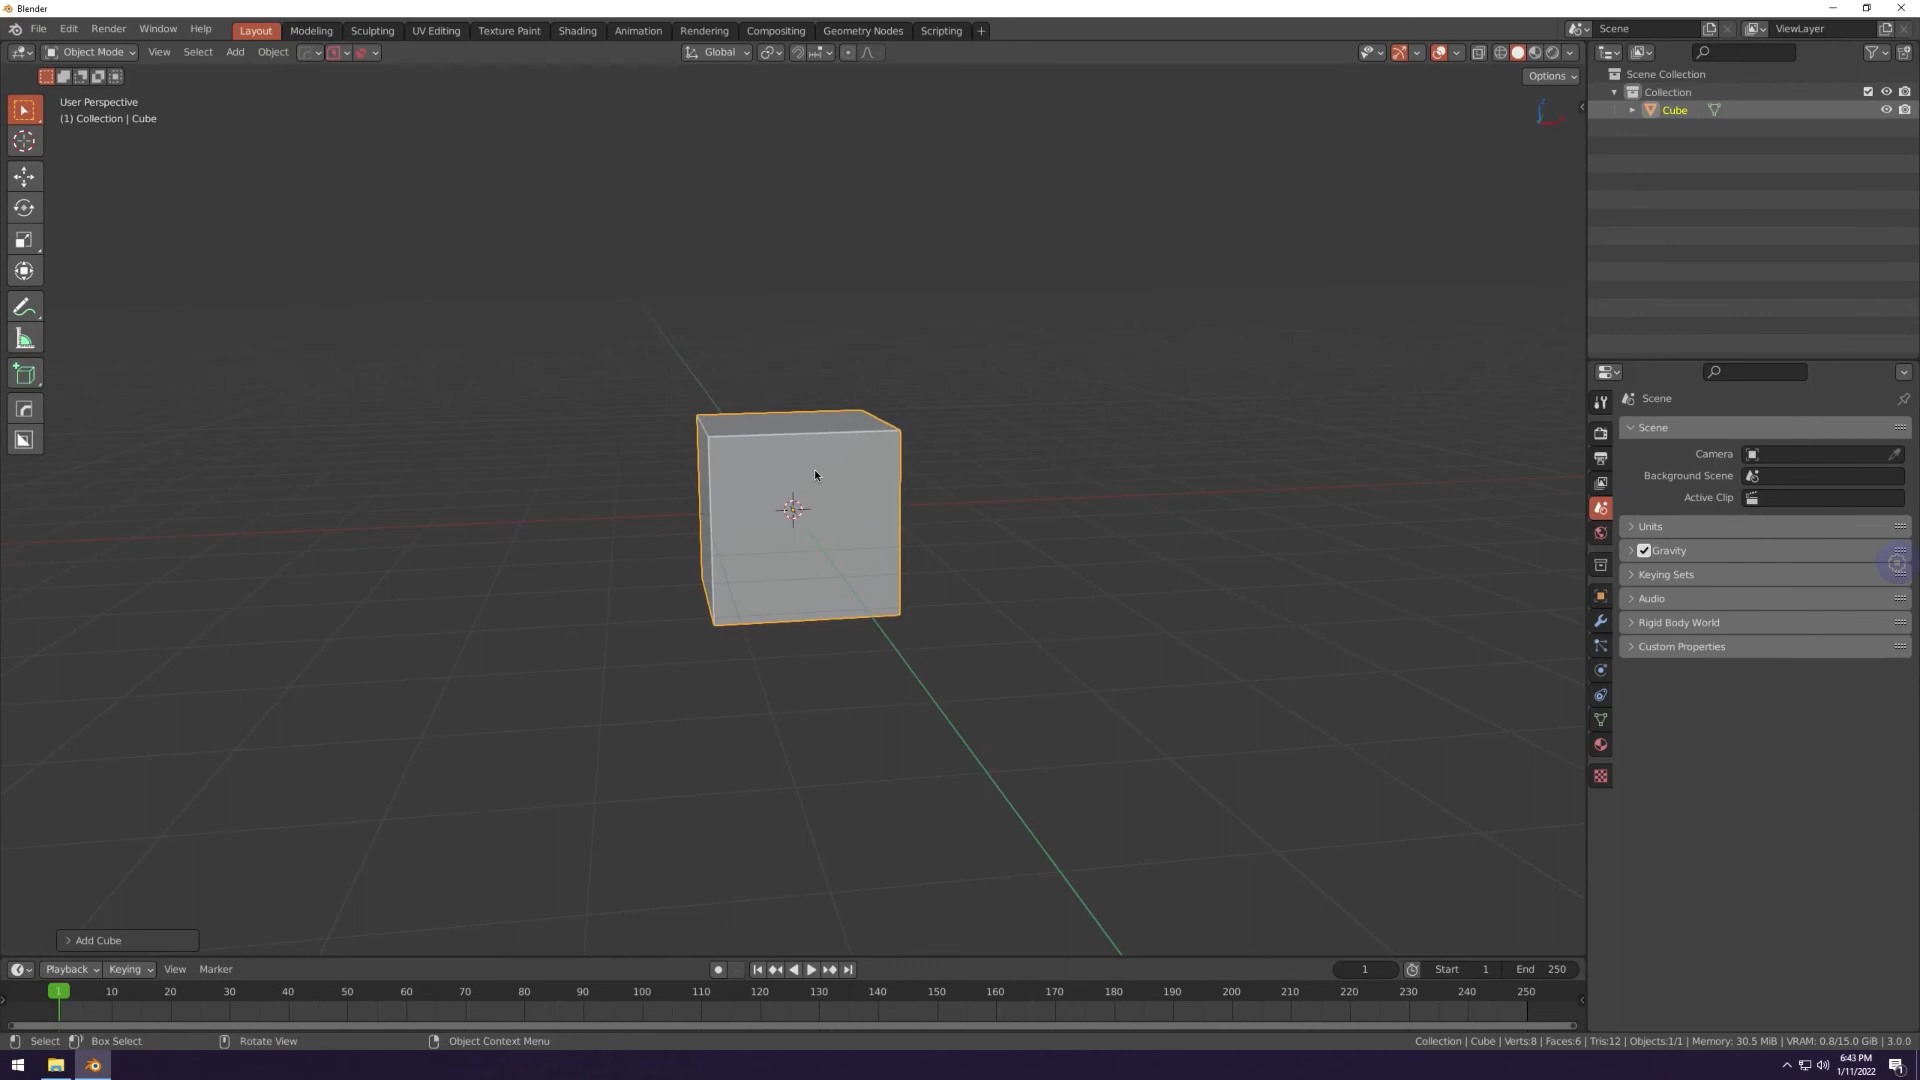 Blender
File Edit Render Window Help Layout Modeling Sculpting UV Editing Texture Paint Shading Animation Rendering Compositing Geometry Nodes Scripting + Scene ViewLayer
Object Mode View Select Add Object Global
Options
User Perspective
(1) Collection | Cube
Z
Scene Collection
Collection
Cube
Scene
Scene
Camera
Background Scene
Active Clip
Units
Gravity
Keying Sets
Audio
Rigid Body World
Custom Properties
Add Cube
Playback Keying View Marker 1 Start 1 End 250
1 10 20 30 40 50 60 70 80 90 100 110 120 130 140 150 160 170 180 190 200 210 220 230 240 250
Select Box Select Rotate View Object Context Menu Collection | Cube | Verts:8 | Faces:6 | Tris:12 | Objects:1/1 | Memory: 30.5 MiB | VRAM: 0.8/15.0 GiB | 3.0.0
6:43 PM
1/11/2022